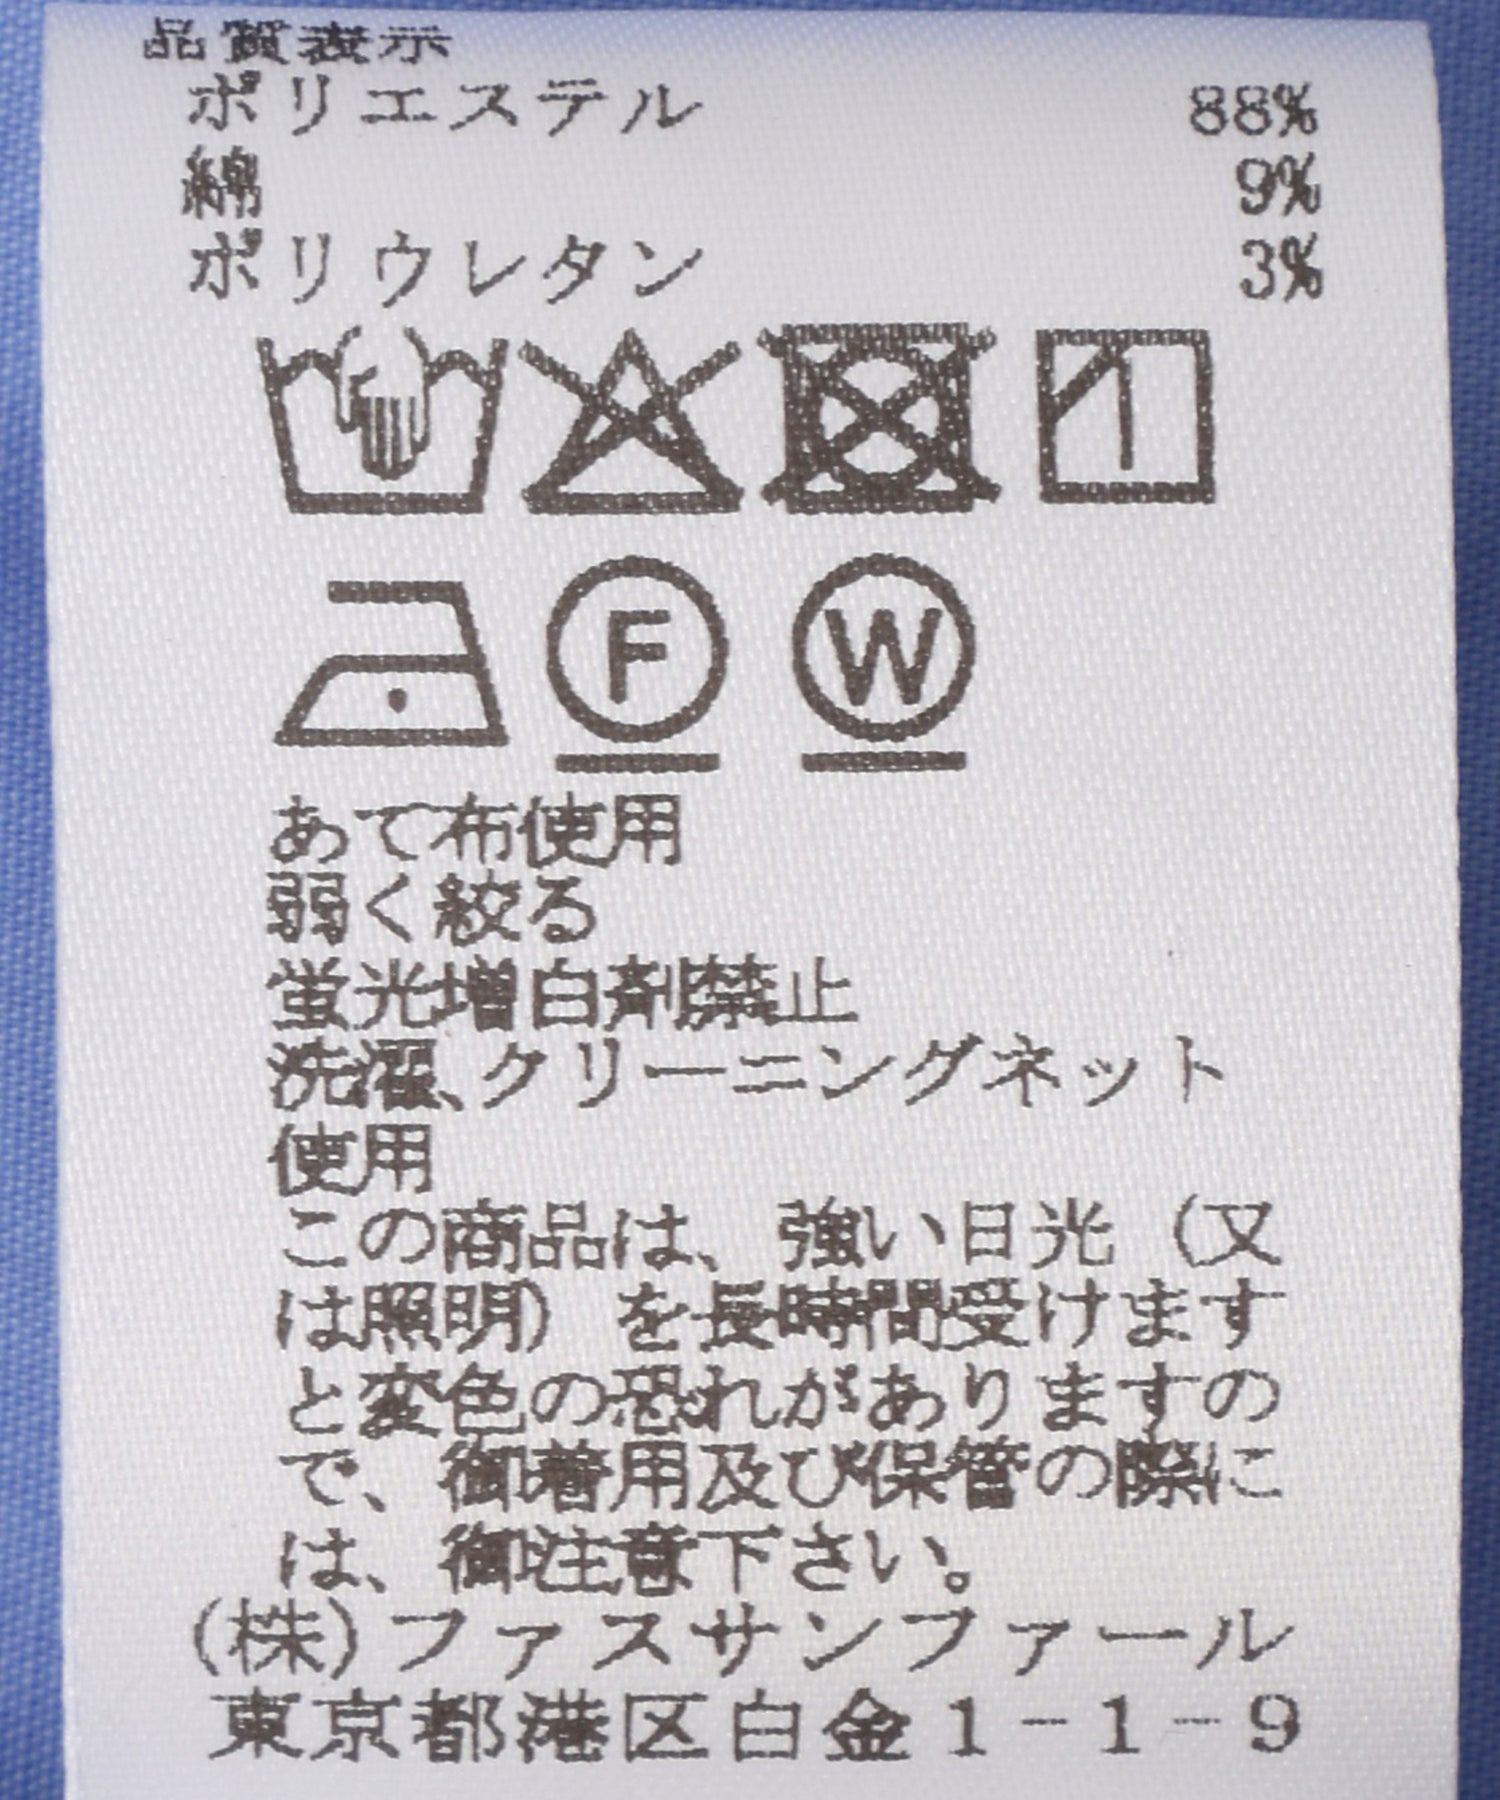 品質表示
ポリエステル 88%
綿 9%
ポリウレタン 3%
F W
あて布使用
弱く絞る
蛍光増白剤禁止
洗濯、クリーニングネット
使用
この商品は、強い日光（又
は照明）を長時間受けます
と変色の恐れがありますの
で、御着用及び保管の際に
は、御注意下さい。
(株)ファスサンファール
東京都港区白金1-1-9